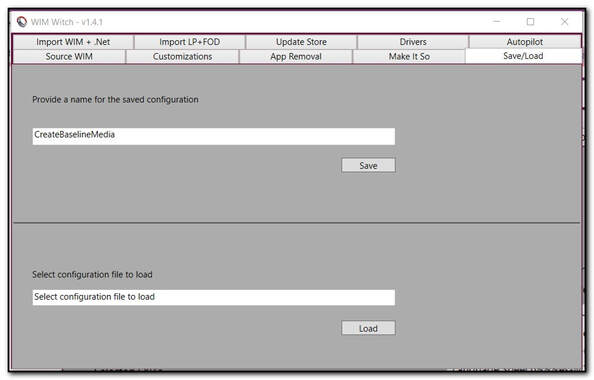 WIM Witch - v1.4.1
Import WIM + .Net
Import LP+FOD
Update Store
Drivers
Autopilot
Source WIM
Customizations
App Removal
Make It So
Save/Load
Provide a name for the saved configuration
CreateBaselineMedia
Save
Select configuration file to load
Select configuration file to load
Load